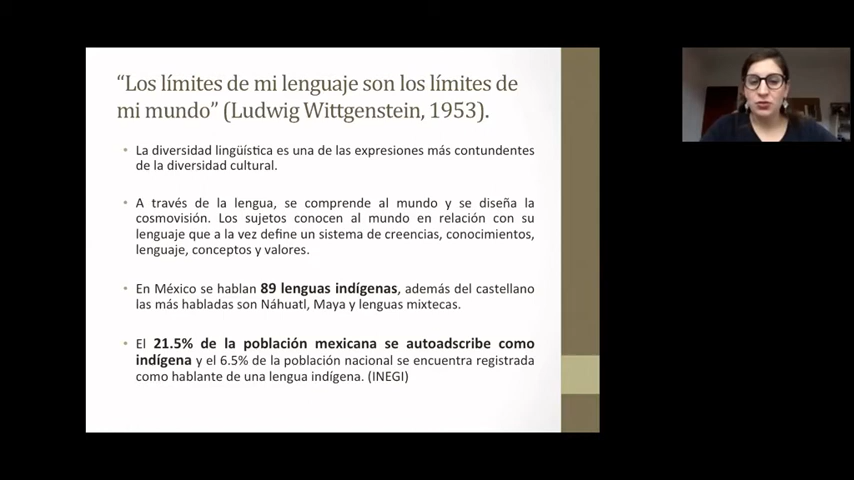 “Los límites de mi lenguaje son los límites de
mi mundo” (Ludwig Wittgenstein, 1953).
• La diversidad lingüística es una de las expresiones más contundentes
de la diversidad cultural.
• A través de la lengua, se comprende al mundo y se diseña la
cosmovisión. Los sujetos conocen al mundo en relación con su
lenguaje que a la vez define un sistema de creencias, conocimientos,
lenguaje, conceptos y valores.
• En México se hablan 89 lenguas indígenas, además del castellano
las más habladas son Náhuatl, Maya y lenguas mixtecas.
• El 21.5% de la población mexicana se autoadscribe como
indígena y el 6.5% de la población nacional se encuentra registrada
como hablante de una lengua indígena. (INEGI)